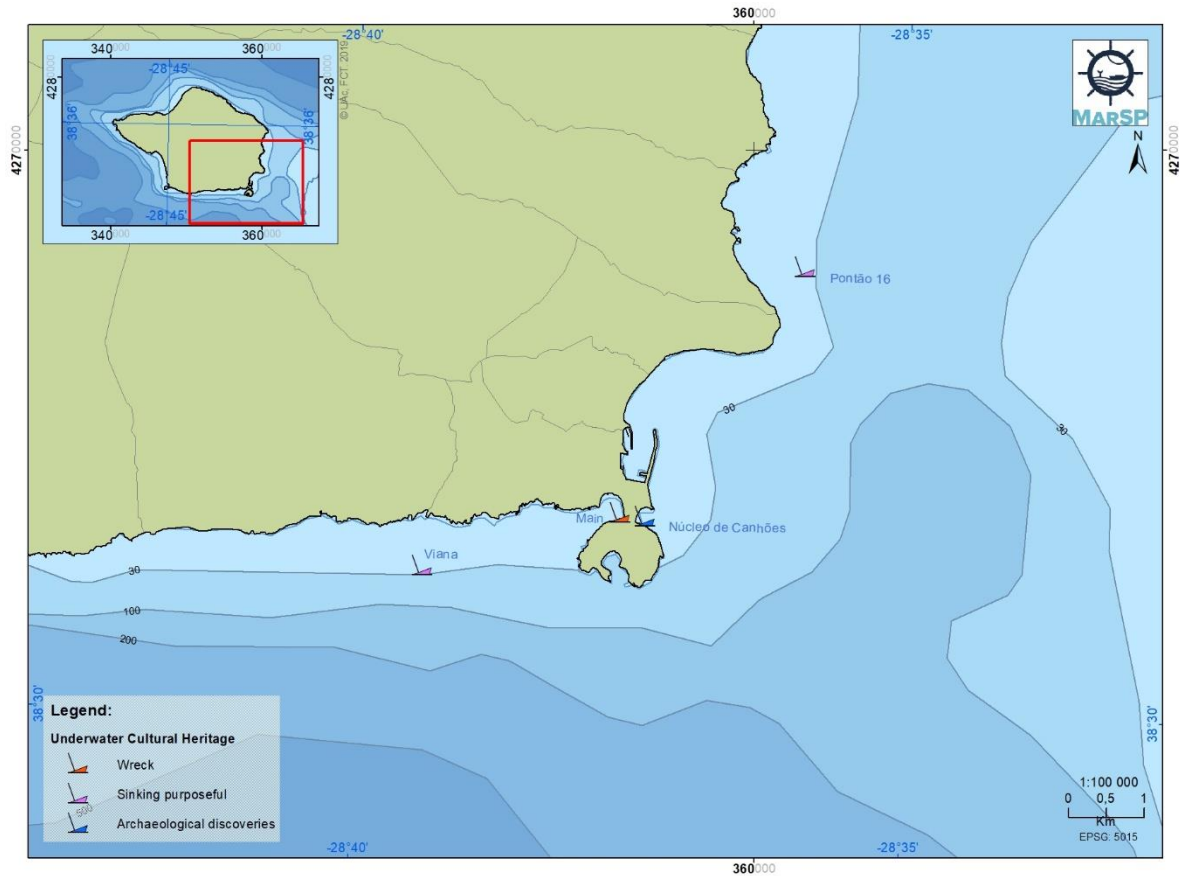 360000
-28°40'
-28°35'
340000
360000
-28°45'
428 0000
428 0000
38°36'
38°36'
-28°45'
340000
360000
© UAc, FCT, 2019
MarSP
N
4270000
4270000
Pontão 16
30
30
Main
Núcleo de Canhões
Viana
30
100
200
38°30'
38°30'
Legend:
Underwater Cultural Heritage
Wreck
Sinking purposeful
500
Archaeological discoveries
1:100 000
0 0,5 1
Km
EPSG: 5015
-28°40'
-28°35'
360000